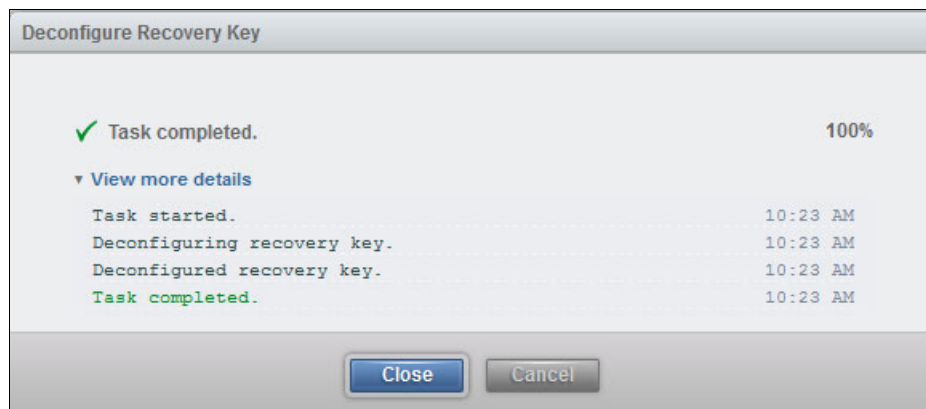 Deconfigure Recovery Key
Task completed. 100%
View more details
Task started. 10:23 AM
Deconfiguring recovery key. 10:23 AM
Deconfigured recovery key. 10:23 AM
Task completed. 10:23 AM
Close Cancel